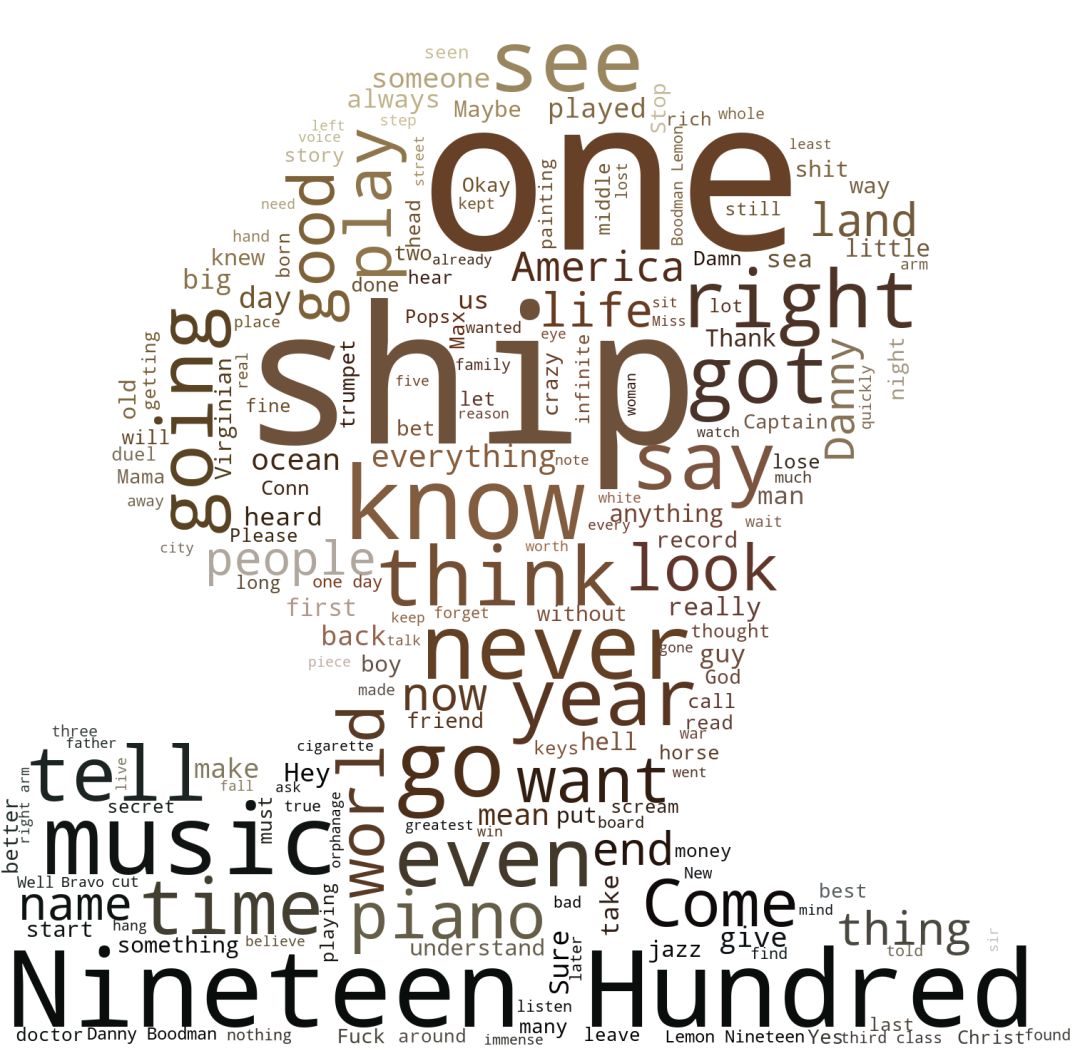 seen
see
someone
always
Maybe
played
Stop
rich
whole
step
left
voice
story
play
street
one
least
shit
way
Okay
kept
painting
middle
lost
Boodman Lemon
still
land
little
arm
need
good
hand
knew
born
head
two
already
hear
America
Damn
sea
big
day
done
right
place
Pops
Max
us
wanted
life
eye
sit
Miss
lot
Thank
going
ship
getting
old
real
trumpet
family
five
let
reason
crazy
infinite
woman
got
Danny
quickly
night
Virginian
fine
bet
watch
Captain
will
duel
Mama
away
ocean
everything
note
say
lose
much
man
Conn
know
white
anything
every
wait
heard
Please
city
people
think
worth
record
look
long
one day
first
keep
forget
without
really
back
talk
never
gone
thought
guy
God
piece
boy
made
now
year
call
read
friend
war
three
father
tell
live
cigarette
world
go
keys
hell
horse
went
make
fall
Hey
ask
want
secret
must
true
orphanage
mean
put
scream
board
better
right arm
music
greatest
win
even
end
money
Well
Bravo
cut
name
time
piano
bad
take
New
Come
mind
best
start
hang
something
believe
playing
understand
Sure
later
jazz
give
find
thing
told
sir
Nineteen
Hundred
listen
many
last
doctor
Danny Boodman
nothing
Fuck
around
immense
leave
Lemon Nineteen
Yes
third class
Christ
found